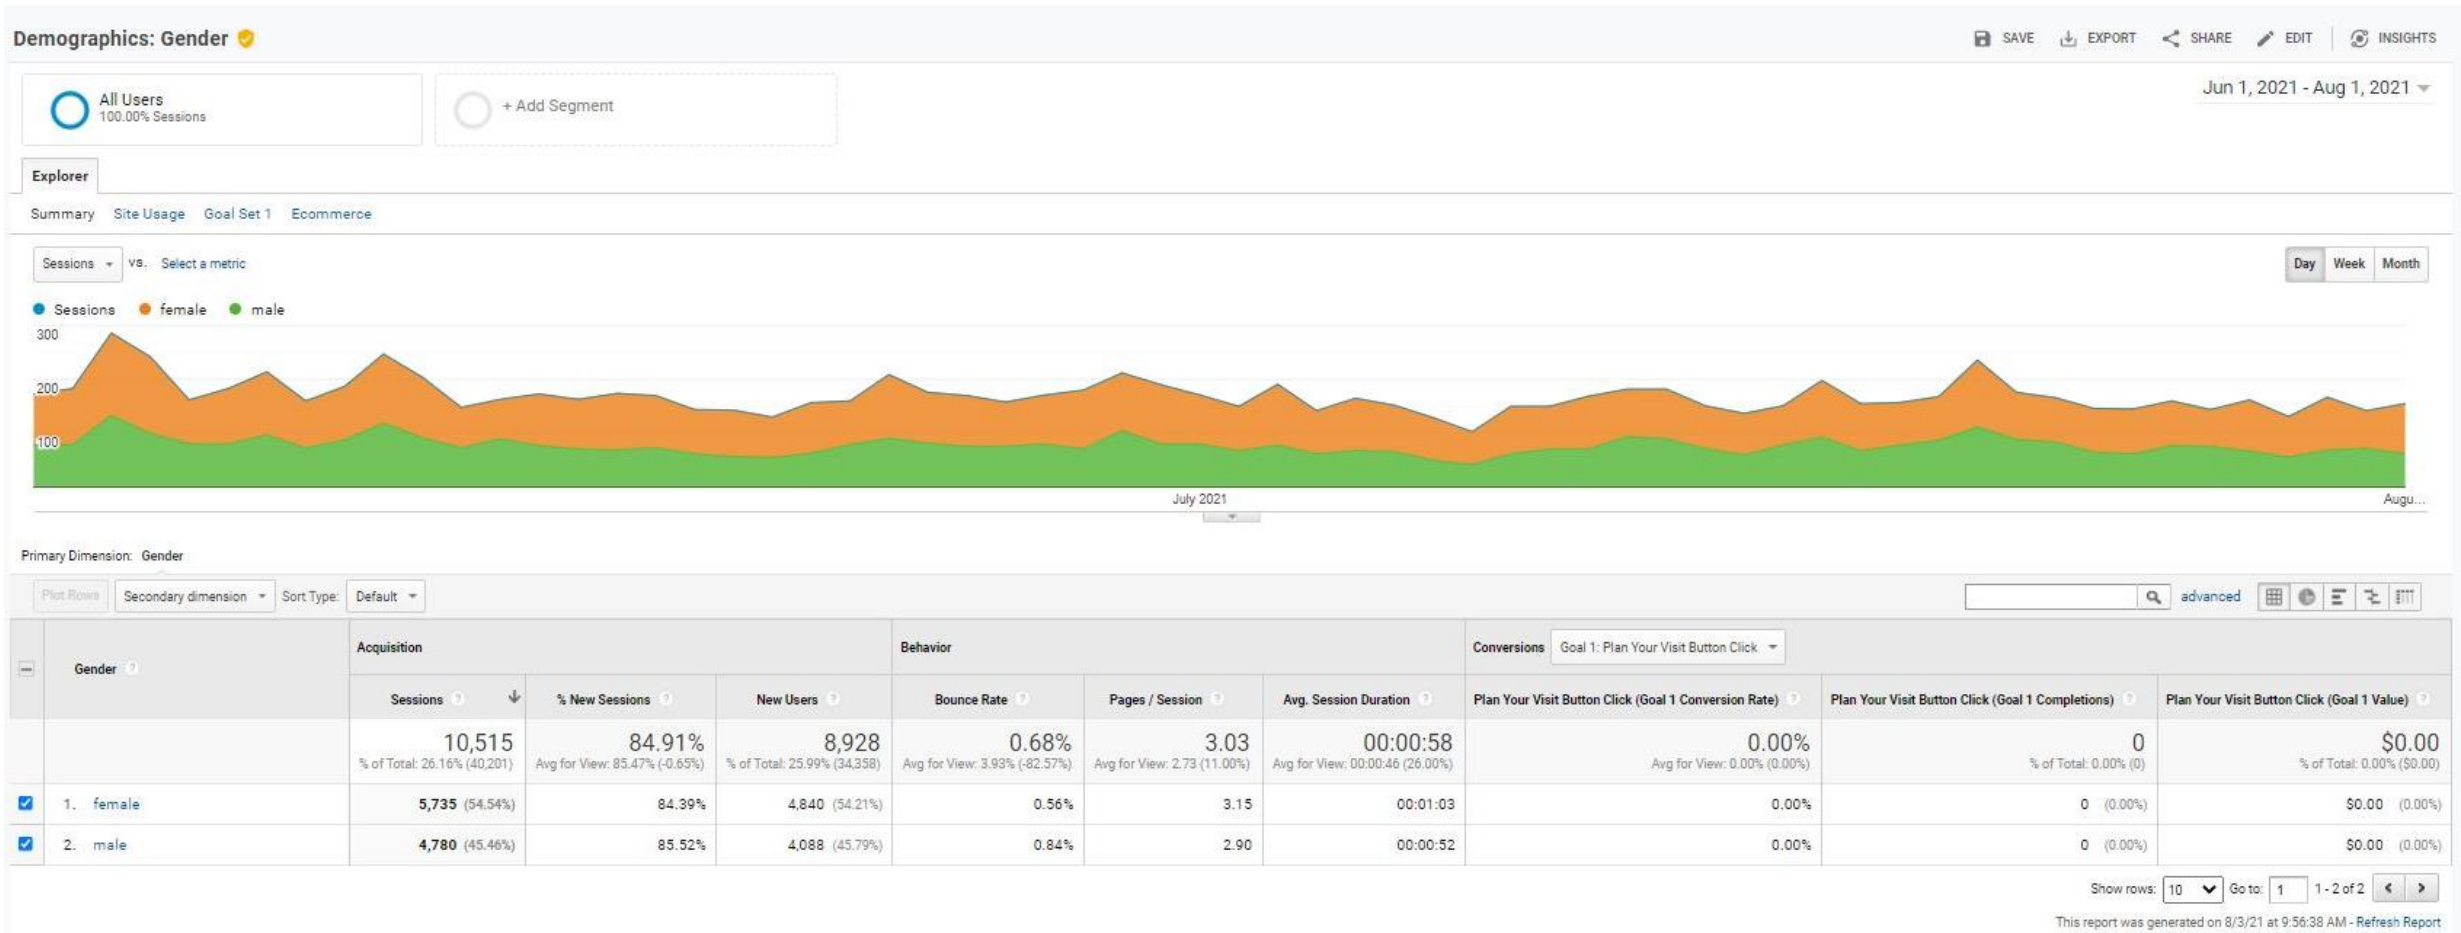 Demographics: Gender
SAVE EXPORT SHARE EDIT INSIGHTS
All Users
100.00% Sessions
+ Add Segment
Jun 1, 2021 - Aug 1, 2021
Explorer
Summary Site Usage Goal Set 1 Ecommerce
Sessions vs. Select a metric
Day Week Month
Sessions female male
300
200
100
July 2021
Augu...
Primary Dimension: Gender
Plot Rows Secondary dimension Sort Type: Default advanced
Gender ? Acquisition Behavior Conversions Goal 1: Plan Your Visit Button Click
Sessions ? % New Sessions ? New Users ? Bounce Rate ? Pages / Session ? Avg. Session Duration ? Plan Your Visit Button Click (Goal 1 Conversion Rate) ? Plan Your Visit Button Click (Goal 1 Completions) ? Plan Your Visit Button Click (Goal 1 Value) ?
10,515 84.91% 8,928 0.68% 3.03 00:00:58 0.00% 0 $0.00
% of Total: 26.16% (40,201) Avg for View: 85.47% (-0.65%) % of Total: 25.99% (34,358) Avg for View: 3.93% (-82.57%) Avg for View: 2.73 (11.00%) Avg for View: 00:00:46 (26.00%) Avg for View: 0.00% (0.00%) % of Total: 0.00% (0) % of Total: 0.00% ($0.00)
1. female 5,735 (54.54%) 84.39% 4,840 (54.21%) 0.56% 3.15 00:01:03 0.00% 0 (0.00%) $0.00 (0.00%)
2. male 4,780 (45.46%) 85.52% 4,088 (45.79%) 0.84% 2.90 00:00:52 0.00% 0 (0.00%) $0.00 (0.00%)
Show rows: 10 Go to: 1 1 - 2 of 2
This report was generated on 8/3/21 at 9:56:38 AM - Refresh Report